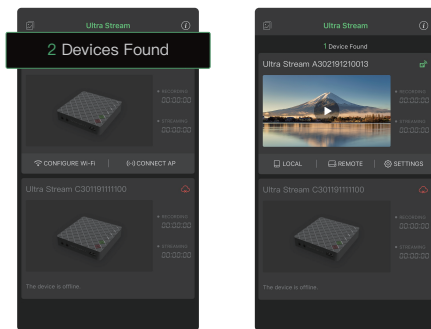 Ultra Stream
2 Devices Found
RECORDING
00:00:00
STREAMING
00:00:00
CONFIGURE Wi-Fi
CONNECT AP
Ultra Stream C301191111100
RECORDING
00:00:00
STREAMING
00:00:00
The device is offline.
Ultra Stream
1 Device Found
Ultra Stream A302191210013
RECORDING
00:00:00
STREAMING
00:00:00
LOCAL
REMOTE
SETTINGS
Ultra Stream C301191111100
RECORDING
00:00:00
STREAMING
00:00:00
The device is offline.